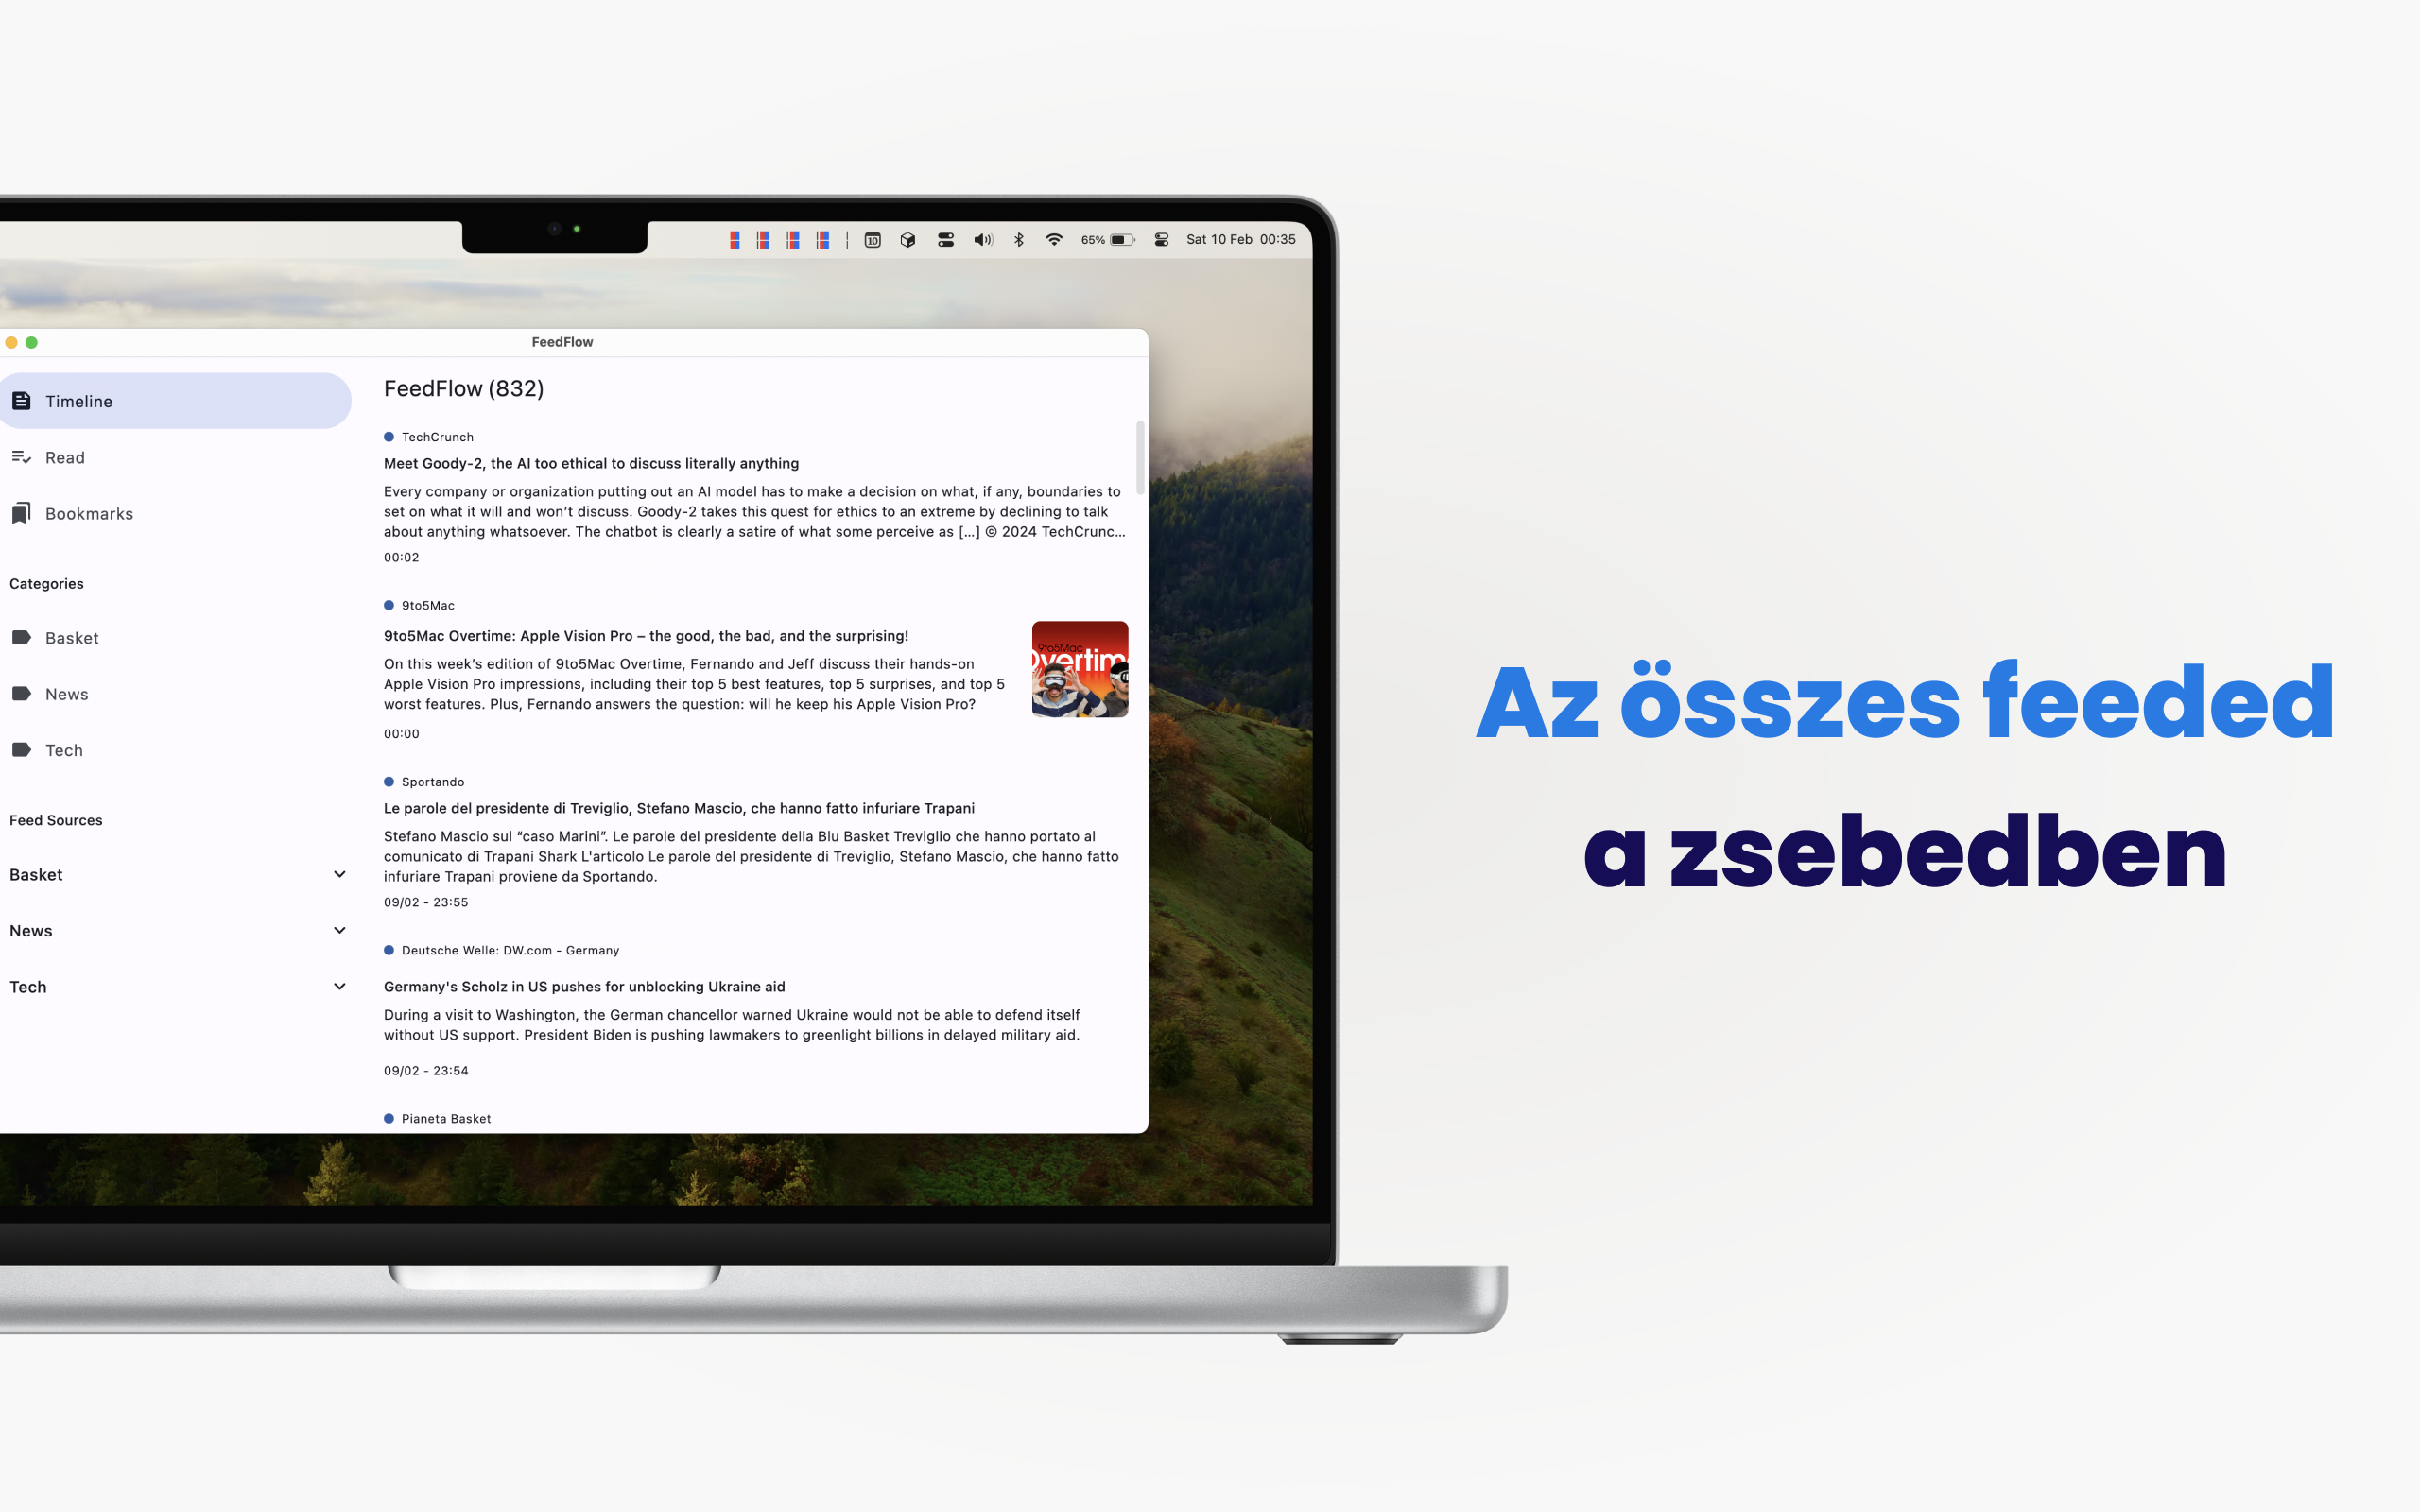 10
65%
Sat 10 Feb 00:35
FeedFlow
Timeline
Read
Bookmarks
Categories
Basket
News
Tech
Feed Sources
Basket
News
Tech
FeedFlow (832)
TechCrunch
Meet Goody-2, the AI too ethical to discuss literally anything
Every company or organization putting out an AI model has to make a decision on what, if any, boundaries to
set on what it will and won’t discuss. Goody-2 takes this quest for ethics to an extreme by declining to talk
about anything whatsoever. The chatbot is clearly a satire of what some perceive as […] © 2024 TechCrunc...
00:02
9to5Mac
9to5Mac Overtime: Apple Vision Pro – the good, the bad, and the surprising!
On this week’s edition of 9to5Mac Overtime, Fernando and Jeff discuss their hands-on
Apple Vision Pro impressions, including their top 5 best features, top 5 surprises, and top 5
worst features. Plus, Fernando answers the question: will he keep his Apple Vision Pro?
00:00
9to5Mac
Overtim
Sportando
Le parole del presidente di Treviglio, Stefano Mascio, che hanno fatto infuriare Trapani
Stefano Mascio sul “caso Marini”. Le parole del presidente della Blu Basket Treviglio che hanno portato al
comunicato di Trapani Shark L'articolo Le parole del presidente di Treviglio, Stefano Mascio, che hanno fatto
infuriare Trapani proviene da Sportando.
09/02 - 23:55
Deutsche Welle: DW.com - Germany
Germany's Scholz in US pushes for unblocking Ukraine aid
During a visit to Washington, the German chancellor warned Ukraine would not be able to defend itself
without US support. President Biden is pushing lawmakers to greenlight billions in delayed military aid.
09/02 - 23:54
Pianeta Basket
Az összes feeded
a zsebedben